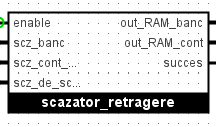 enable out_RAM_banc
scz_banc out_RAM_cont
scz_cont_... succes
scz_de_sc...
scazator_retragere